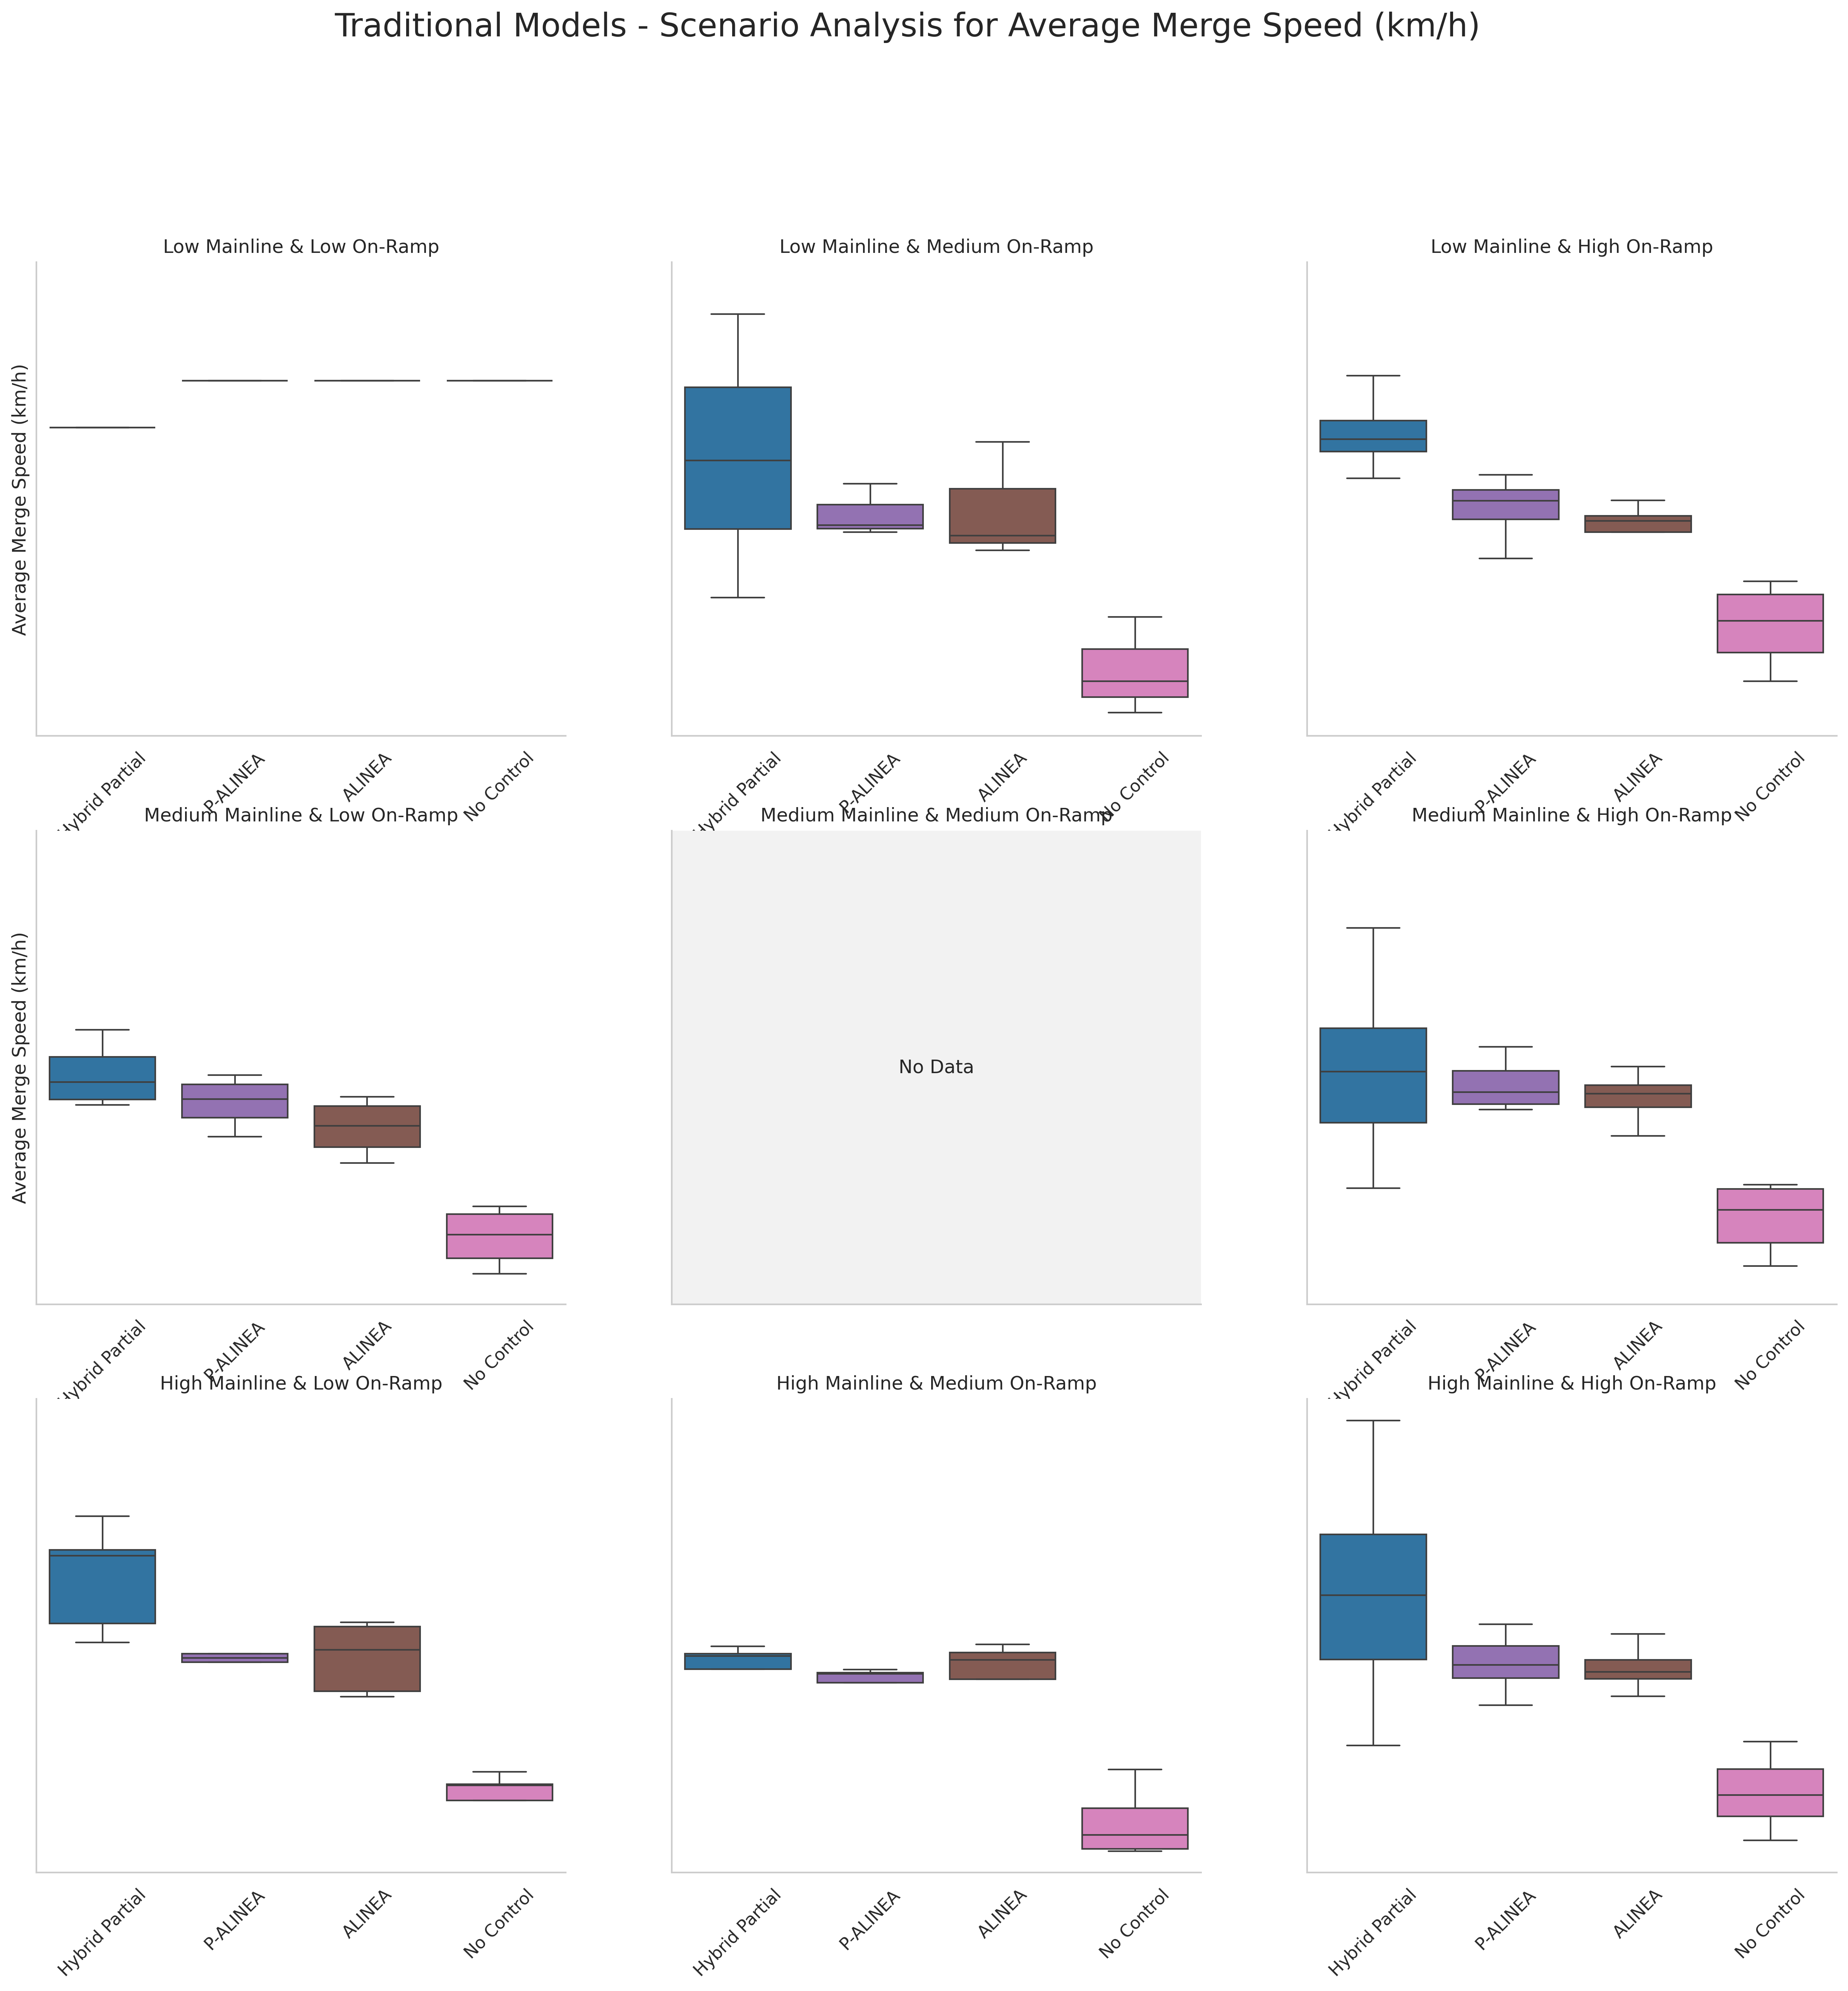 Traditional Models - Scenario Analysis for Average Merge Speed (km/h)
Low Mainline & Low On-Ramp
Low Mainline & Medium On-Ramp
Low Mainline & High On-Ramp
Average Merge Speed (km/h)
Hybrid Partial
P-ALINEA
ALINEA
No Control
Hybrid Partial
P-ALINEA
ALINEA
No Control
Hybrid Partial
P-ALINEA
ALINEA
No Control
Medium Mainline & Low On-Ramp
Medium Mainline & Medium On-Ramp
Medium Mainline & High On-Ramp
Average Merge Speed (km/h)
No Data
Hybrid Partial
P-ALINEA
ALINEA
No Control
Hybrid Partial
P-ALINEA
ALINEA
No Control
High Mainline & Low On-Ramp
High Mainline & Medium On-Ramp
High Mainline & High On-Ramp
Hybrid Partial
P-ALINEA
ALINEA
No Control
Hybrid Partial
P-ALINEA
ALINEA
No Control
Hybrid Partial
P-ALINEA
ALINEA
No Control